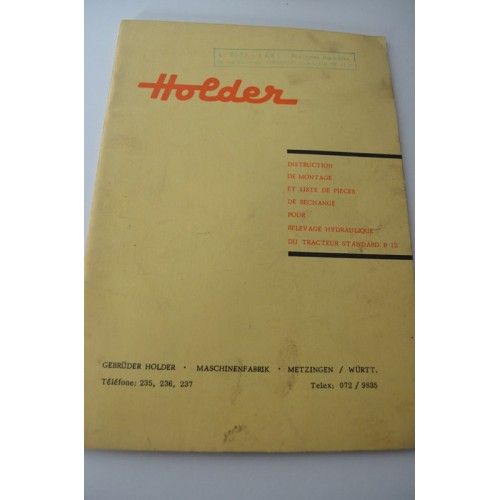 Holder
INSTRUCTION
DE MONTAGE
ET LISTE DE PIECES
DE RECHANGE
POUR
RELEVAGE HYDRAULIQUE
DU TRACTEUR STANDARD B 12
GEBRÜDER HOLDER · MASCHINENFABRIK · METZINGEN / WÜRTT.
Téléfone: 235, 236, 237
Telex: 072 / 9835